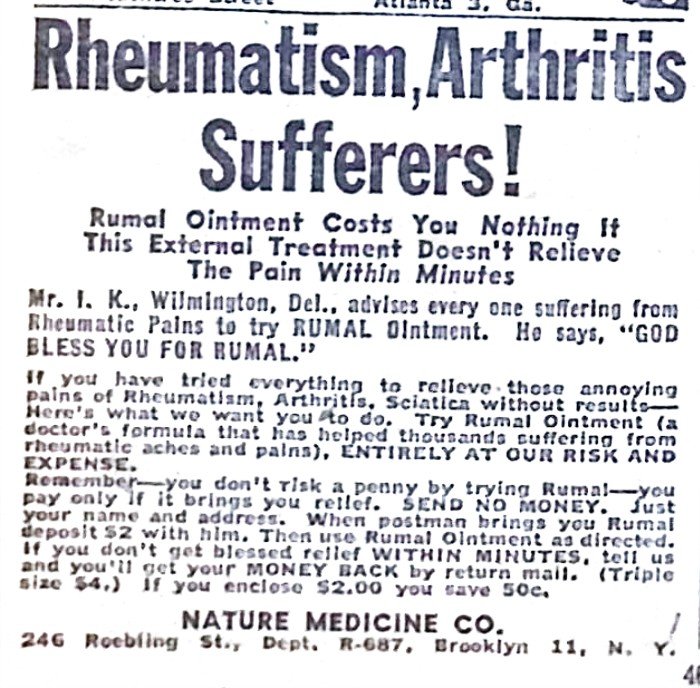 Atlanta 3, Ga.
Rheumatism, Arthritis
Sufferers!
Rumal Ointment Costs You Nothing If
This External Treatment Doesn't Relieve
The Pain Within Minutes
Mr. I. K., Wilmington, Del., advises every one suffering from
Rheumatic Pains to try RUMAL Ointment. He says, "GOD
BLESS YOU FOR RUMAL."
If you have tried everything to relieve those annoying
pains of Rheumatism, Arthritis, Sciatica without results—
Here's what we want you to do. Try Rumal Ointment (a
doctor's formula that has helped thousands suffering from
rheumatic aches and pains), ENTIRELY AT OUR RISK AND
EXPENSE.
Remember—you don't risk a penny by trying Rumal—you
pay only if it brings you relief. SEND NO MONEY. Just
your name and address. When postman brings you Rumal
deposit $2 with him. Then use Rumal Ointment as directed.
If you don't get blessed relief WITHIN MINUTES, tell us
and you'll get your MONEY BACK by return mail. (Triple
size $4.) If you enclose $2.00 you save 50c.
NATURE MEDICINE CO.
246 Roebling St., Dept. R-687, Brooklyn 11, N. Y.